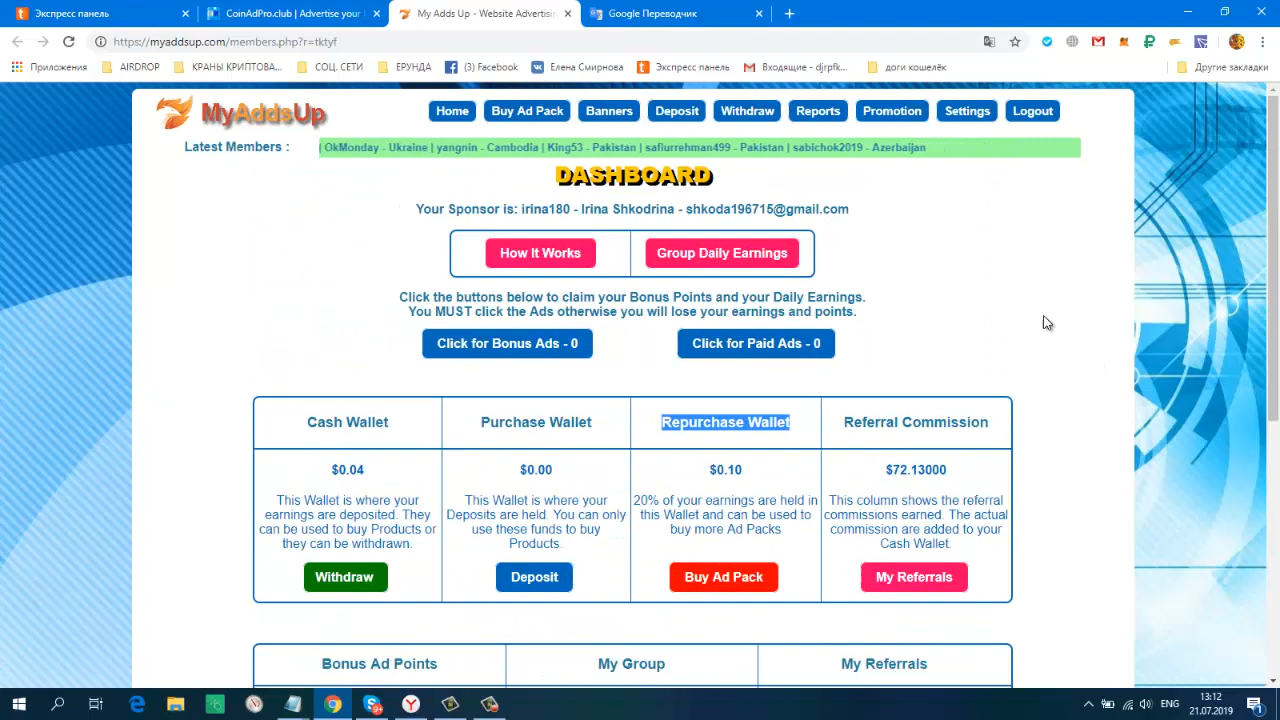 Экспресс панель
CoinAdPro.club | Advertise your
My Adds Up - Website Advertisin
Google Переводчик
https://myaddsup.com/members.php?r=tktyf
Приложения
AIRDROP
КРАНЫ КРИПТОВА...
СОЦ. СЕТИ
ЕРУНДА
(3) Facebook
Елена Смирнова
Экспресс панель
Входящие - djrpfk...
доги кошелёк
Другие закладки
MyAddsUp
Home
Buy Ad Pack
Banners
Deposit
Withdraw
Reports
Promotion
Settings
Logout
Latest Members :
| OkMonday - Ukraine | yangnin - Cambodia | King53 - Pakistan | safiurrehman499 - Pakistan | sabichok2019 - Azerbaijan
DASHBOARD
Your Sponsor is: irina180 - Irina Shkodrina - shkoda196715@gmail.com
How It Works
Group Daily Earnings
Click the buttons below to claim your Bonus Points and your Daily Earnings.
You MUST click the Ads otherwise you will lose your earnings and points.
Click for Bonus Ads - 0
Click for Paid Ads - 0
Cash Wallet
Purchase Wallet
Repurchase Wallet
Referral Commission
$0.04
$0.00
$0.10
$72.13000
This Wallet is where your
earnings are deposited. They
can be used to buy Products or
they can be withdrawn.
This Wallet is where your
Deposits are held. You can only
use these funds to buy
Products.
20% of your earnings are held in
this Wallet and can be used to
buy more Ad Packs
This column shows the referral
commissions earned. The actual
commission are added to your
Cash Wallet.
Withdraw
Deposit
Buy Ad Pack
My Referrals
Bonus Ad Points
My Group
My Referrals
ENG
13:12
21.07.2019